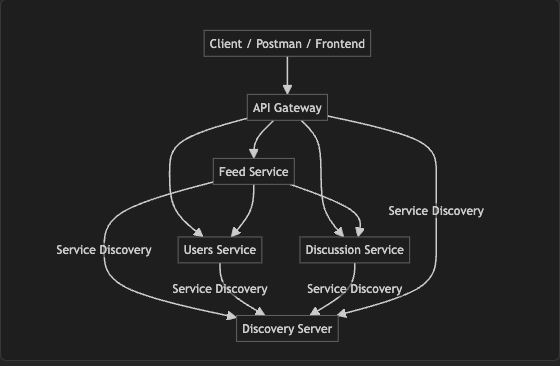 Client / Postman / Frontend
API Gateway
Feed Service
Service Discovery
Service Discovery
Users Service
Discussion Service
Service Discovery
Service Discovery
Discovery Server